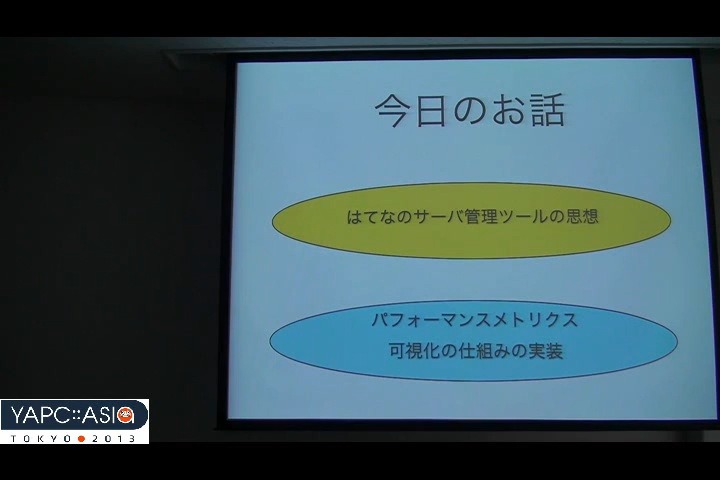 今日のお話
はてなのサーバ管理ツールの思想
パフォーマンスメトリクス
可視化の仕組みの実装
YAPC::ASIA
TOKYO 2013